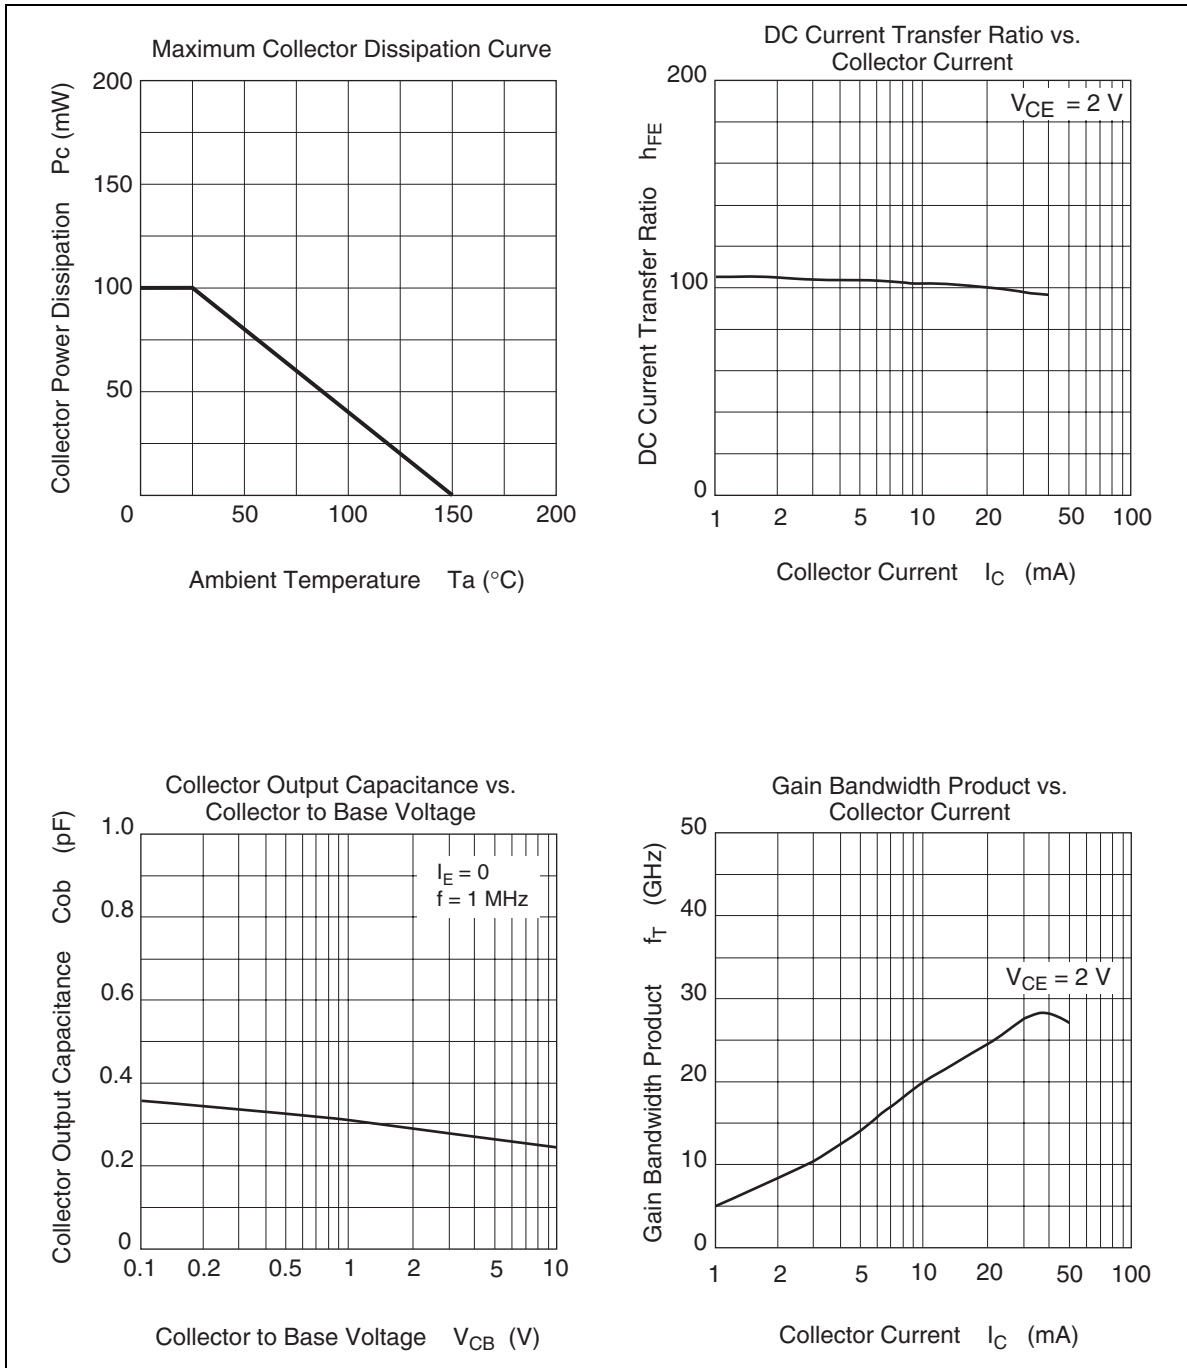 Maximum Collector Dissipation Curve
Collector Power Dissipation Pc (mW)
200
150
100
50
0 50 100 150 200
Ambient Temperature Ta (°C)
DC Current Transfer Ratio vs.
Collector Current
DC Current Transfer Ratio hFE
VCE = 2 V
200
100
0
1 2 5 10 20 50 100
Collector Current IC (mA)
Collector Output Capacitance vs.
Collector to Base Voltage
Collector Output Capacitance Cob (pF)
IE = 0
f = 1 MHz
1.0
0.8
0.6
0.4
0.2
0
0.1 0.2 0.5 1 2 5 10
Collector to Base Voltage VCB (V)
Gain Bandwidth Product vs.
Collector Current
Gain Bandwidth Product fT (GHz)
VCE = 2 V
50
40
30
20
10
0
1 2 5 10 20 50 100
Collector Current IC (mA)